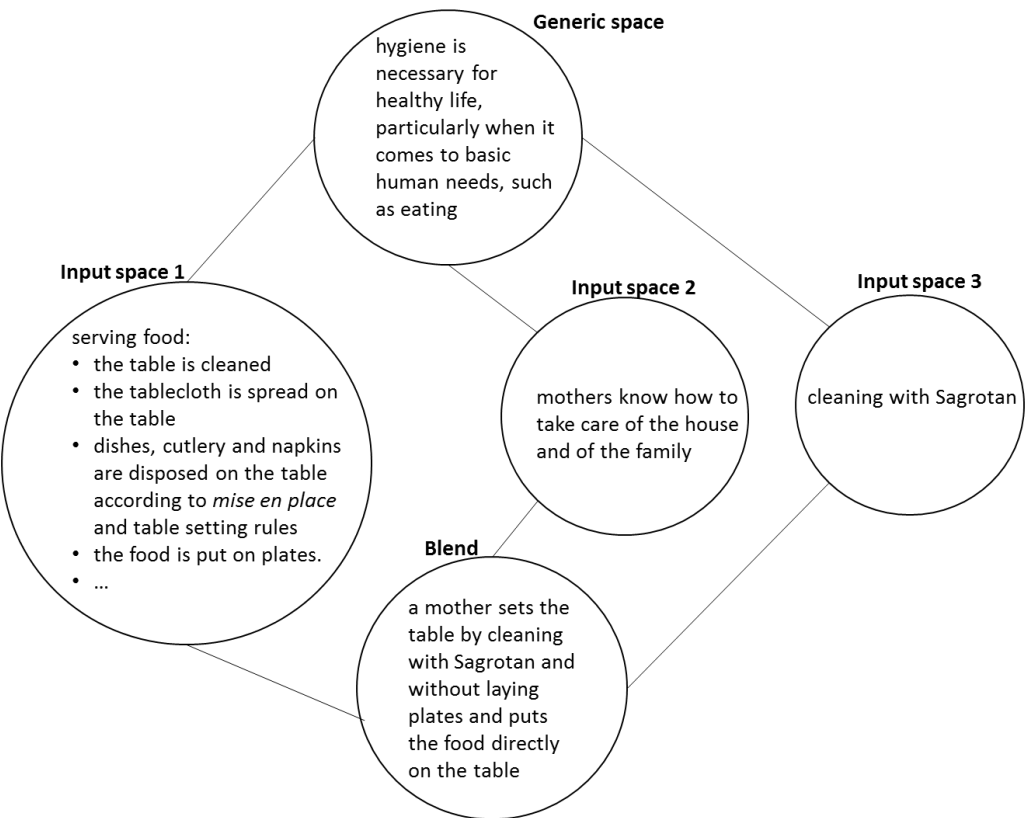 Generic space
hygiene is
necessary for
healthy life,
particularly when it
comes to basic
human needs, such
as eating
Input space 1
serving food:
• the table is cleaned
• the tablecloth is spread on
the table
• dishes, cutlery and napkins
are disposed on the table
according to mise en place
and table setting rules
• the food is put on plates.
• ...
Input space 2
mothers know how to
take care of the house
and of the family
Input space 3
cleaning with Sagrotan
Blend
a mother sets the
table by cleaning
with Sagrotan and
without laying
plates and puts
the food directly
on the table